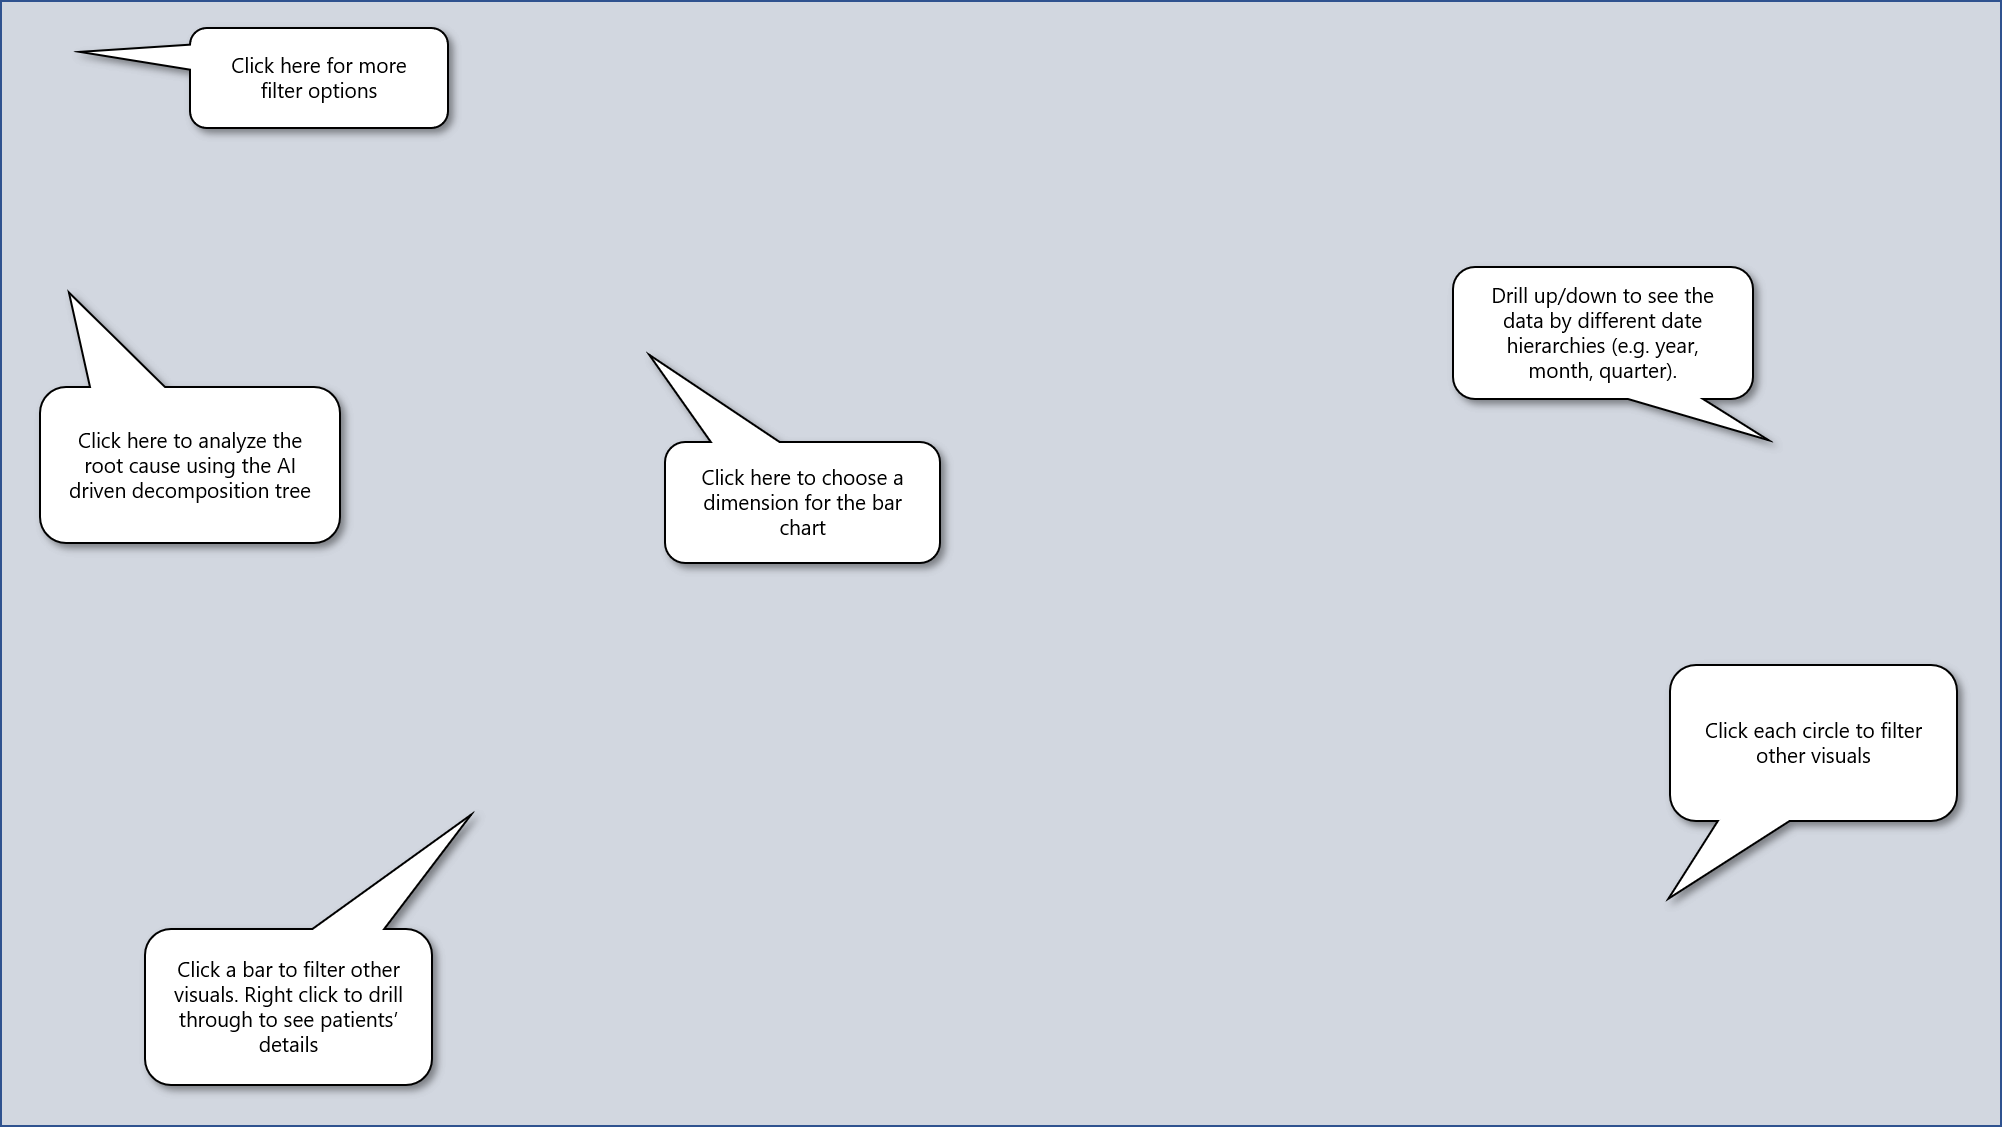 Click here for more
filter options
Drill up/down to see the
data by different date
hierarchies (e.g. year,
month, quarter).
Click here to analyze the
root cause using the AI
driven decomposition tree
Click here to choose a
dimension for the bar
chart
Click each circle to filter
other visuals
Click a bar to filter other
visuals. Right click to drill
through to see patients’
details